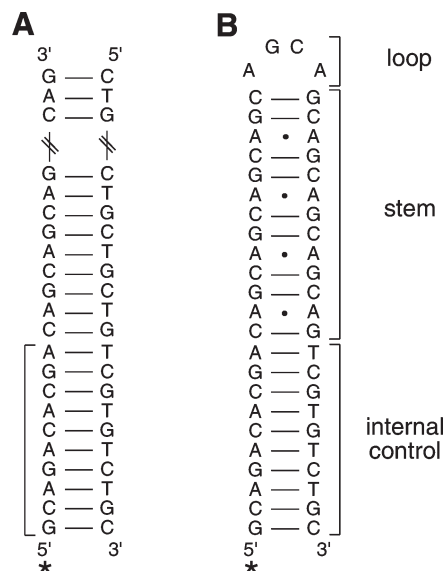 A
3' 5'
G — C
A — T
C — G
G — C
A — T
C — G
G — C
A — T
C — G
G — C
A — T
C — G
A — T
G — C
C — G
A — T
C — G
A — T
G — C
A — T
C — G
G — C
5' 3'
*
B
G C
A A
loop
C — G
G — C
A • A
C — G
G — C
A • A
C — G
G — C
A • A
C — G
G — C
A • A
C — G
stem
A — T
G — C
C — G
A — T
C — G
A — T
G — C
A — T
C — G
G — C
internal
control
5' 3'
*